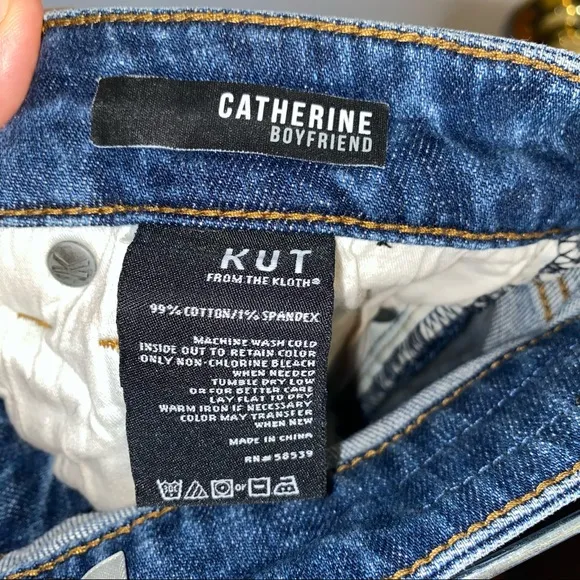 CATHERINE
BOYFRIEND
KUT
FROM THE KLOTH®
99% COTTON/1% SPANDEX
MACHINE WASH COLD
INSIDE OUT TO RETAIN COLOR
ONLY NON-CHLORINE BLEACH
WHEN NEEDED
TUMBLE DRY LOW
OR FOR BETTER CARE
LAY FLAT TO DRY
WARM IRON IF NECESSARY
COLOR MAY TRANSFER
WHEN NEW
MADE IN CHINA
RN# 58539
30C or